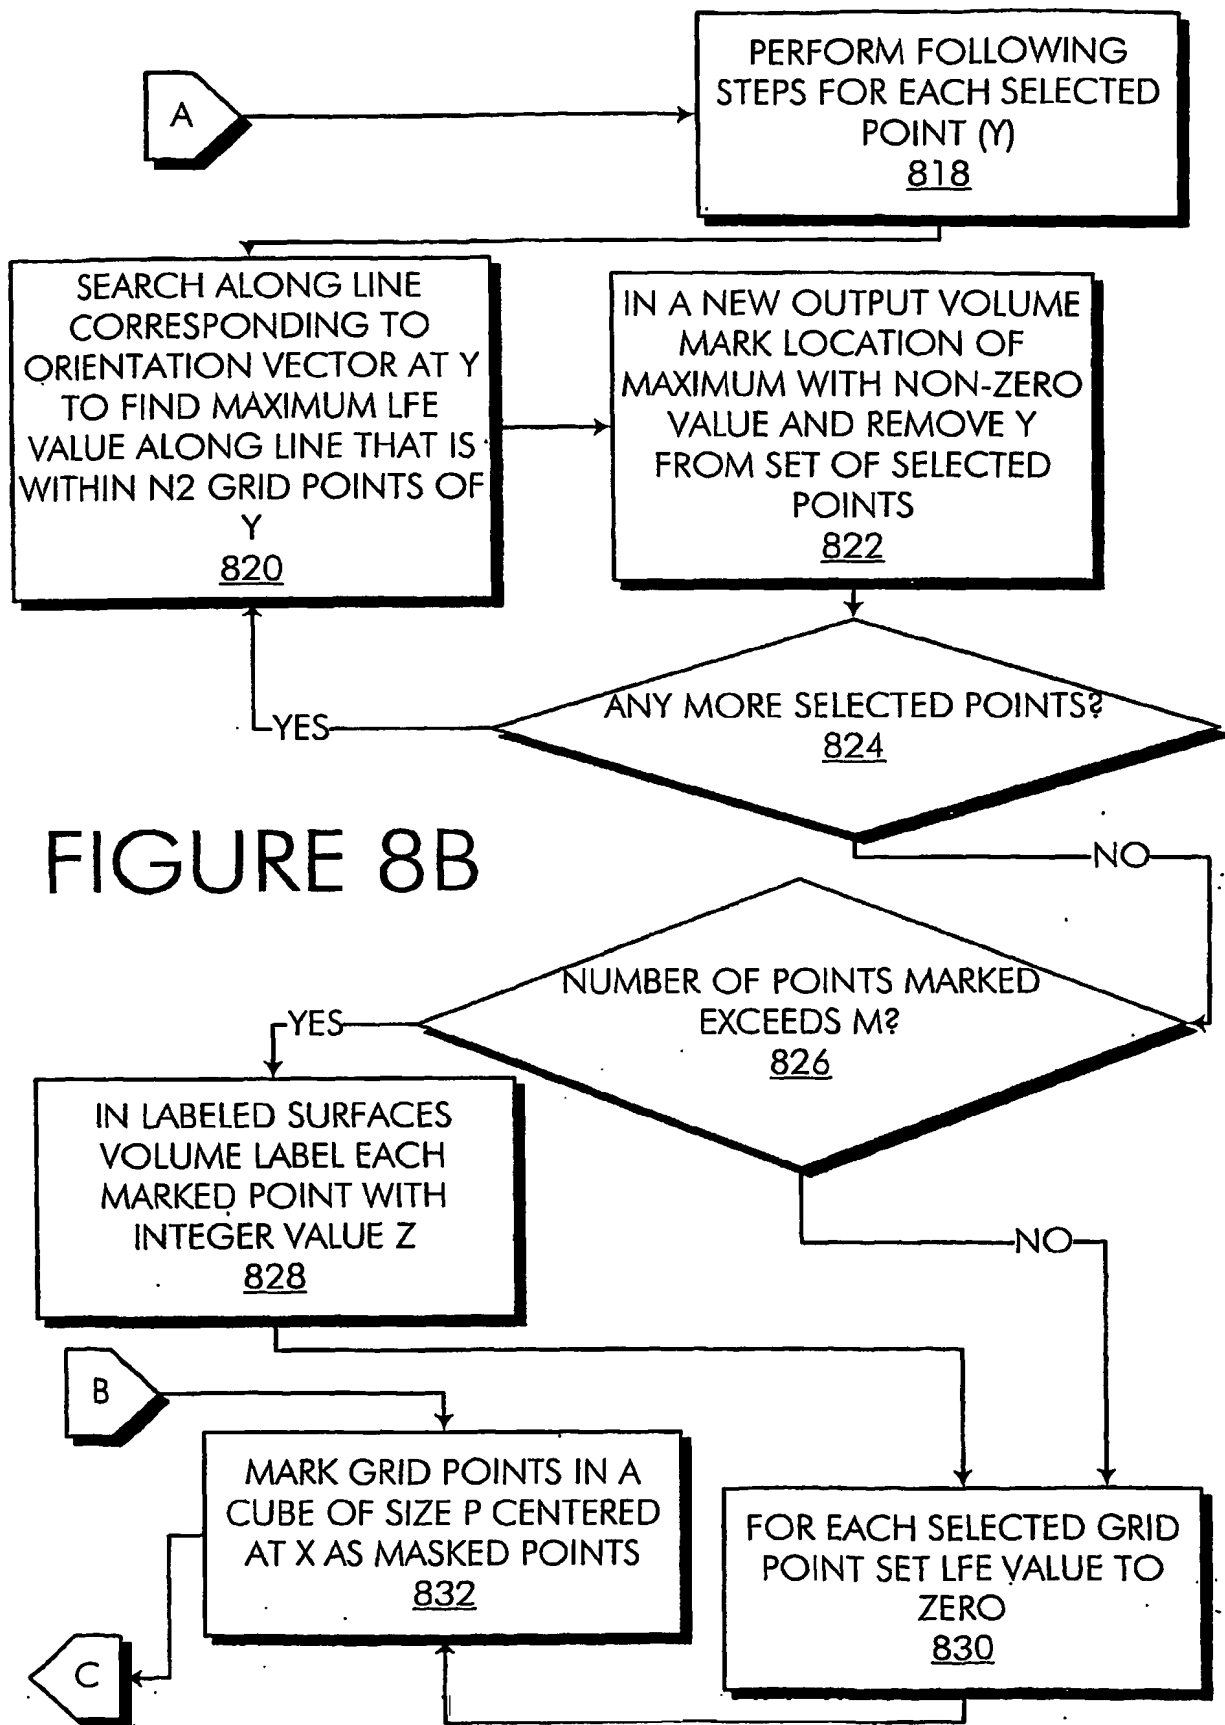 A
PERFORM FOLLOWING
STEPS FOR EACH SELECTED
POINT (Y)
818
SEARCH ALONG LINE
CORRESPONDING TO
ORIENTATION VECTOR AT Y
TO FIND MAXIMUM LFE
VALUE ALONG LINE THAT IS
WITHIN N2 GRID POINTS OF
Y
820
IN A NEW OUTPUT VOLUME
MARK LOCATION OF
MAXIMUM WITH NON-ZERO
VALUE AND REMOVE Y
FROM SET OF SELECTED
POINTS
822
ANY MORE SELECTED POINTS?
824
YES
NO
FIGURE 8B
NUMBER OF POINTS MARKED
EXCEEDS M?
826
YES
NO
IN LABELED SURFACES
VOLUME LABEL EACH
MARKED POINT WITH
INTEGER VALUE Z
828
B
MARK GRID POINTS IN A
CUBE OF SIZE P CENTERED
AT X AS MASKED POINTS
832
FOR EACH SELECTED GRID
POINT SET LFE VALUE TO
ZERO
830
C